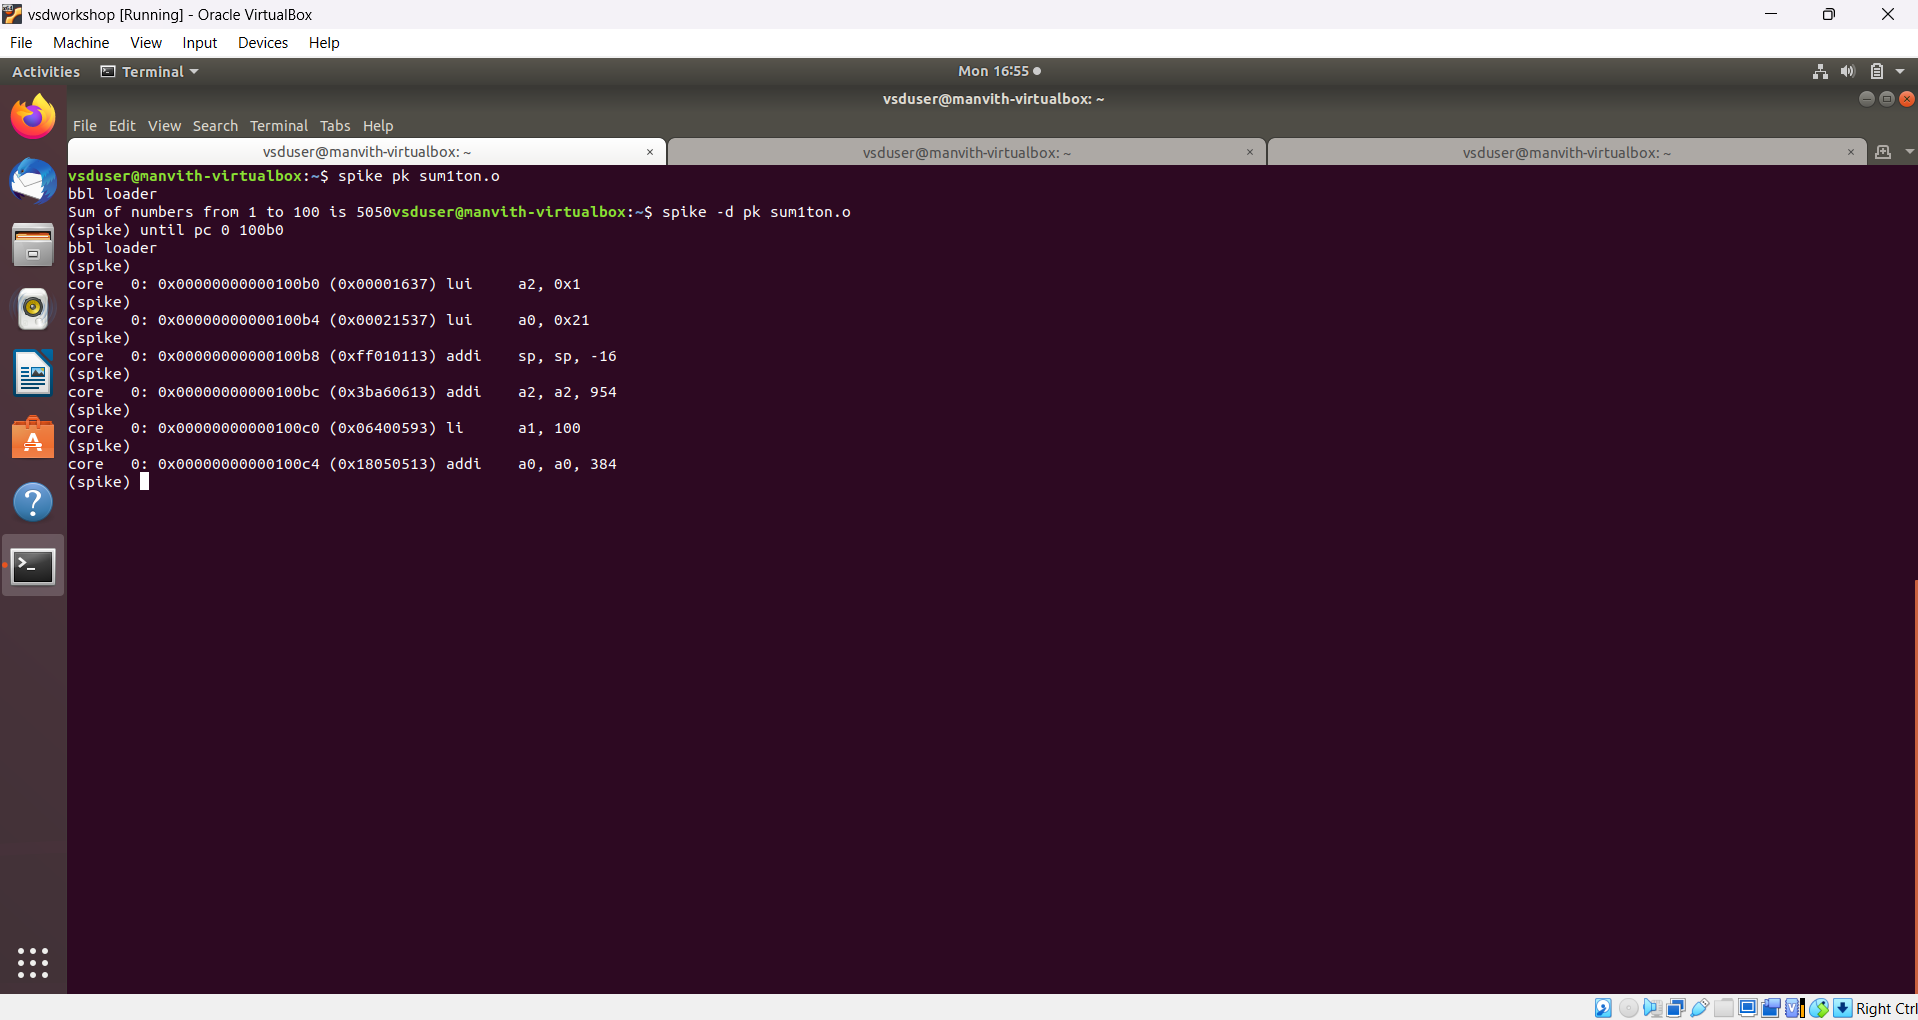 vsdworkshop [Running] - Oracle VirtualBox
File Machine View Input Devices Help
Activities Terminal Mon 16:55
vsduser@manvith-virtualbox: ~
File Edit View Search Terminal Tabs Help
vsduser@manvith-virtualbox: ~ × vsduser@manvith-virtualbox: ~ × vsduser@manvith-virtualbox: ~ ×
vsduser@manvith-virtualbox:~$ spike pk sum1ton.o
bbl loader
Sum of numbers from 1 to 100 is 5050vsduser@manvith-virtualbox:~$ spike -d pk sum1ton.o
(spike) until pc 0 100b0
bbl loader
(spike)
core   0: 0x00000000000100b0 (0x00001637) lui     a2, 0x1
(spike)
core   0: 0x00000000000100b4 (0x00021537) lui     a0, 0x21
(spike)
core   0: 0x00000000000100b8 (0xff010113) addi    sp, sp, -16
(spike)
core   0: 0x00000000000100bc (0x3ba60613) addi    a2, a2, 954
(spike)
core   0: 0x00000000000100c0 (0x06400593) li      a1, 100
(spike)
core   0: 0x00000000000100c4 (0x18050513) addi    a0, a0, 384
(spike)
Right Ctrl